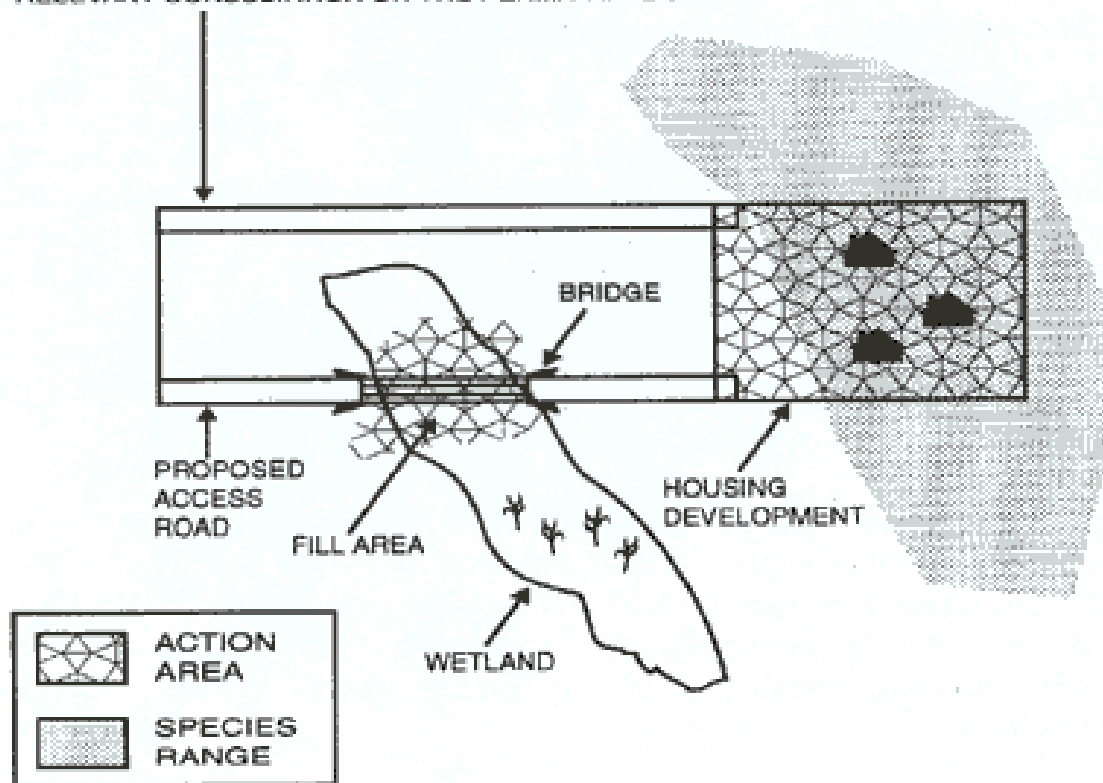 BRIDGE
PROPOSED
ACCESS
ROAD
FILL AREA
HOUSING
DEVELOPMENT
WETLAND
ACTION
AREA
SPECIES
RANGE